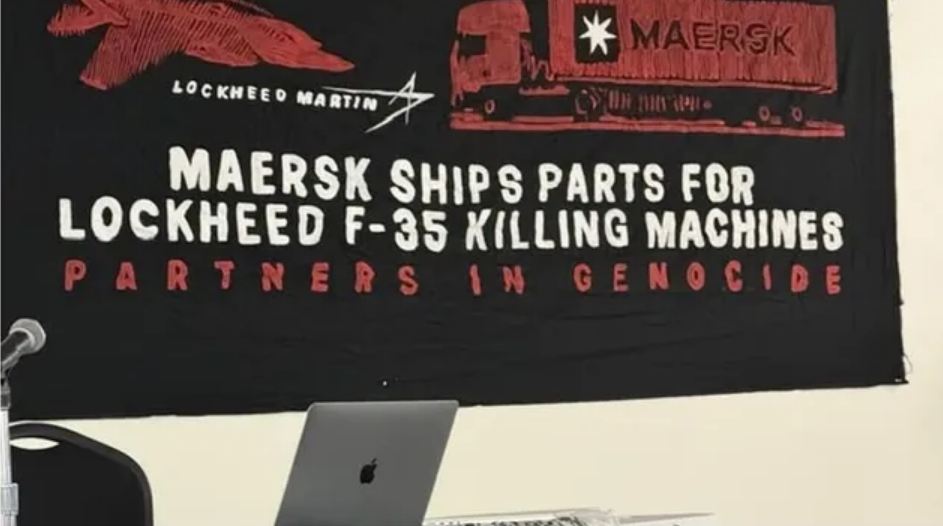 MAERSK
LOCKHEED MARTIN
MAERSK SHIPS PARTS FOR
LOCKHEED F-35 KILLING MACHINES
PARTNERS IN GENOCIDE